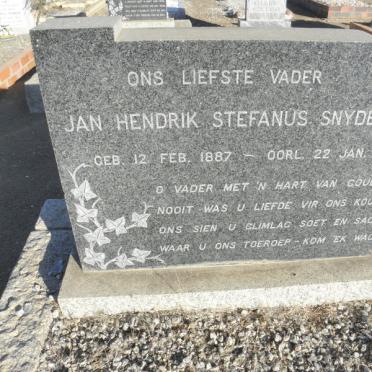 ONS LIEFSTE VADER
JAN HENDRIK STEFANUS SNYDE
GEB. 12 FEB. 1887 – OORL. 22 JAN.
O VADER MET 'N HART VAN GOU
NOOIT WAS U LIEFDE VIR ONS KOU
ONS SIEN U GLIMLAG SOET EN SAG
WAAR U ONS TOEROEP – KOM EK WAG